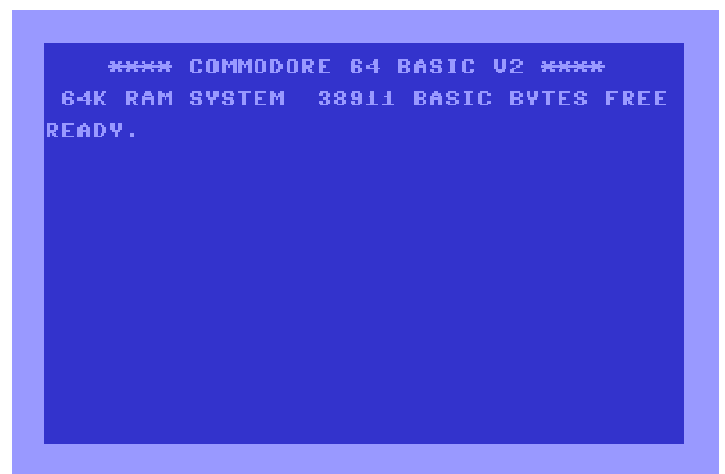 **** COMMODORE 64 BASIC V2 ****
64K RAM SYSTEM  38911 BASIC BYTES FREE
READY.